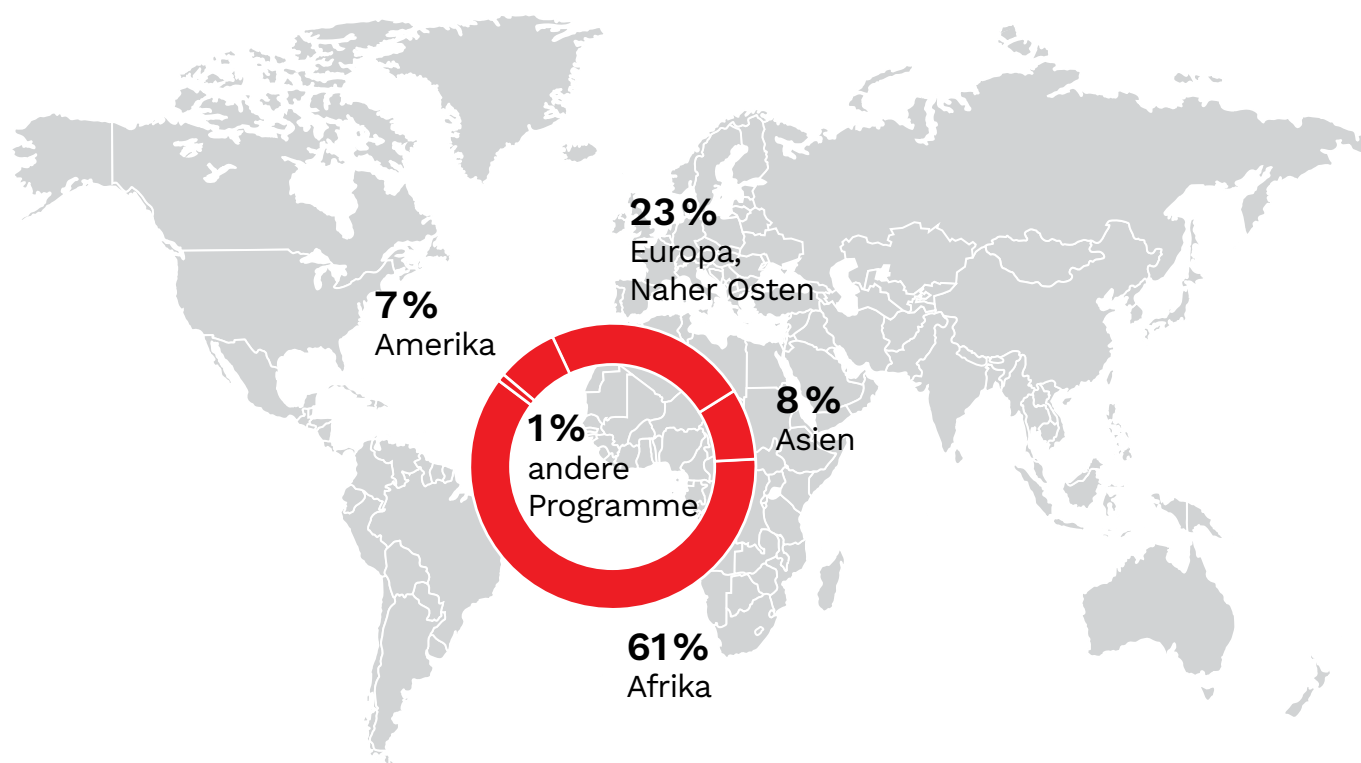 23 %
Europa,
Naher Osten
7 %
Amerika
8 %
Asien
1 %
andere
Programme
61 %
Afrika